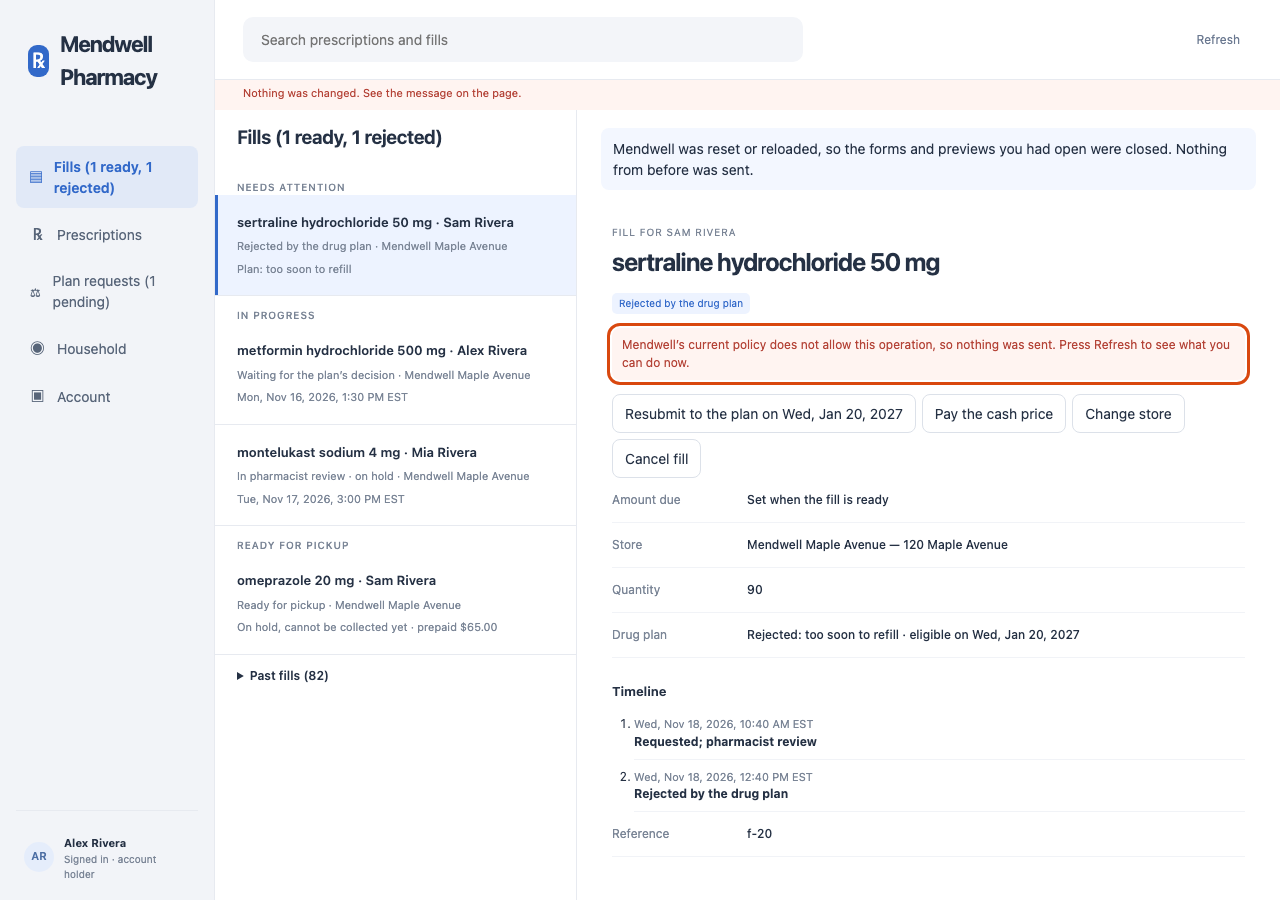 ℞ Mendwell
Pharmacy
Fills (1 ready, 1
rejected)
℞ Prescriptions
Plan requests (1
pending)
Household
Account
AR
Alex Rivera
Signed in · account
holder
Search prescriptions and fills
Refresh
Nothing was changed. See the message on the page.
Fills (1 ready, 1 rejected)
NEEDS ATTENTION
sertraline hydrochloride 50 mg · Sam Rivera
Rejected by the drug plan · Mendwell Maple Avenue
Plan: too soon to refill
IN PROGRESS
metformin hydrochloride 500 mg · Alex Rivera
Waiting for the plan’s decision · Mendwell Maple Avenue
Mon, Nov 16, 2026, 1:30 PM EST
montelukast sodium 4 mg · Mia Rivera
In pharmacist review · on hold · Mendwell Maple Avenue
Tue, Nov 17, 2026, 3:00 PM EST
READY FOR PICKUP
omeprazole 20 mg · Sam Rivera
Ready for pickup · Mendwell Maple Avenue
On hold, cannot be collected yet · prepaid $65.00
Past fills (82)
Mendwell was reset or reloaded, so the forms and previews you had open were closed. Nothing
from before was sent.
FILL FOR SAM RIVERA
sertraline hydrochloride 50 mg
Rejected by the drug plan
Mendwell’s current policy does not allow this operation, so nothing was sent. Press Refresh to see what you
can do now.
Resubmit to the plan on Wed, Jan 20, 2027 Pay the cash price Change store
Cancel fill
Amount due Set when the fill is ready
Store Mendwell Maple Avenue — 120 Maple Avenue
Quantity 90
Drug plan Rejected: too soon to refill · eligible on Wed, Jan 20, 2027
Timeline
1. Wed, Nov 18, 2026, 10:40 AM EST
Requested; pharmacist review
2. Wed, Nov 18, 2026, 12:40 PM EST
Rejected by the drug plan
Reference f-20